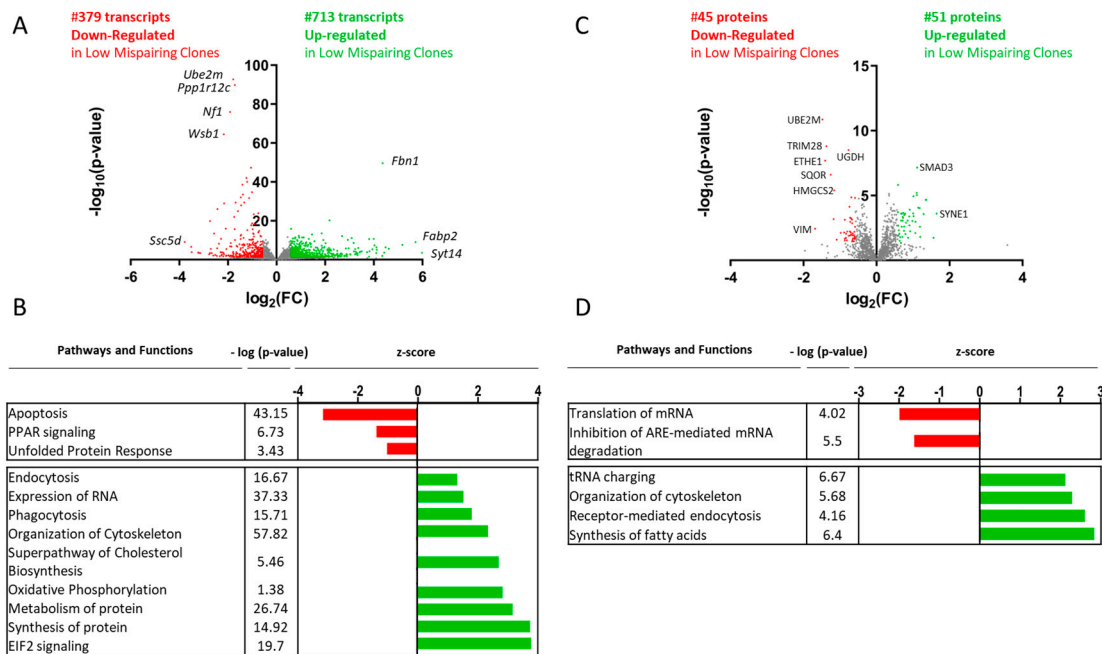 A
#379 transcripts
Down-Regulated
in Low Mispairing Clones
#713 transcripts
Up-regulated
in Low Mispairing Clones
-log10(p-value)
100
80
60
40
20
Ube2m
Ppp1r12c
Nf1
Wsb1
Ssc5d
Fbn1
Fabp2
Syt14
-6 -4 -2 0 2 4 6
log2(FC)
C
#45 proteins
Down-Regulated
in Low Mispairing Clones
#51 proteins
Up-regulated
in Low Mispairing Clones
-log10(p-value)
15
10
5
UBE2M
TRIM28
UGDH
ETHE1
SQOR
HMGCS2
VIM
SMAD3
SYNE1
-4 -2 0 2 4
log2(FC)
B
Pathways and Functions - log (p-value) z-score
-4 -2 0 2 4
Apoptosis 43.15
PPAR signaling 6.73
Unfolded Protein Response 3.43
Endocytosis 16.67
Expression of RNA 37.33
Phagocytosis 15.71
Organization of Cytoskeleton 57.82
Superpathway of Cholesterol
Biosynthesis 5.46
Oxidative Phosphorylation 1.38
Metabolism of protein 26.74
Synthesis of protein 14.92
EIF2 signaling 19.7
D
Pathways and Functions - log (p-value) z-score
-3 -2 -1 0 1 2 3
Translation of mRNA 4.02
Inhibition of ARE-mediated mRNA
degradation 5.5
tRNA charging 6.67
Organization of cytoskeleton 5.68
Receptor-mediated endocytosis 4.16
Synthesis of fatty acids 6.4